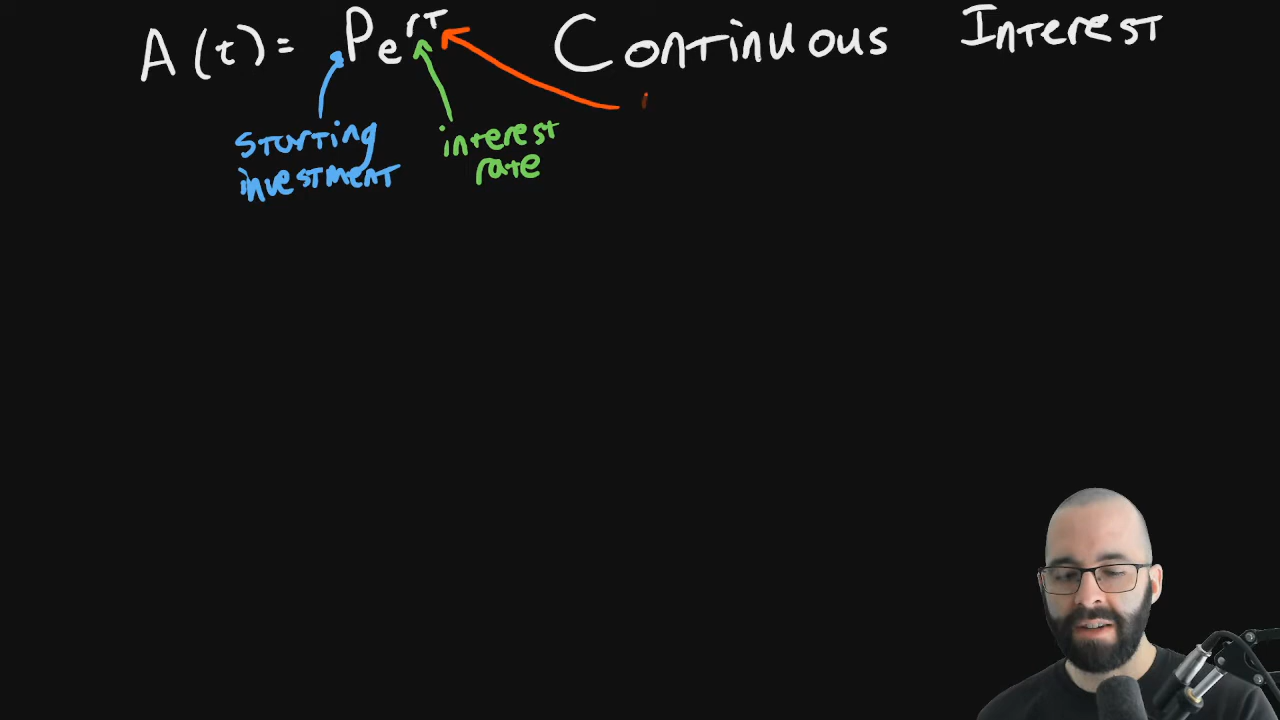 A(t) = Pe^rt Continuous Interest
starting
investment
interest
rate